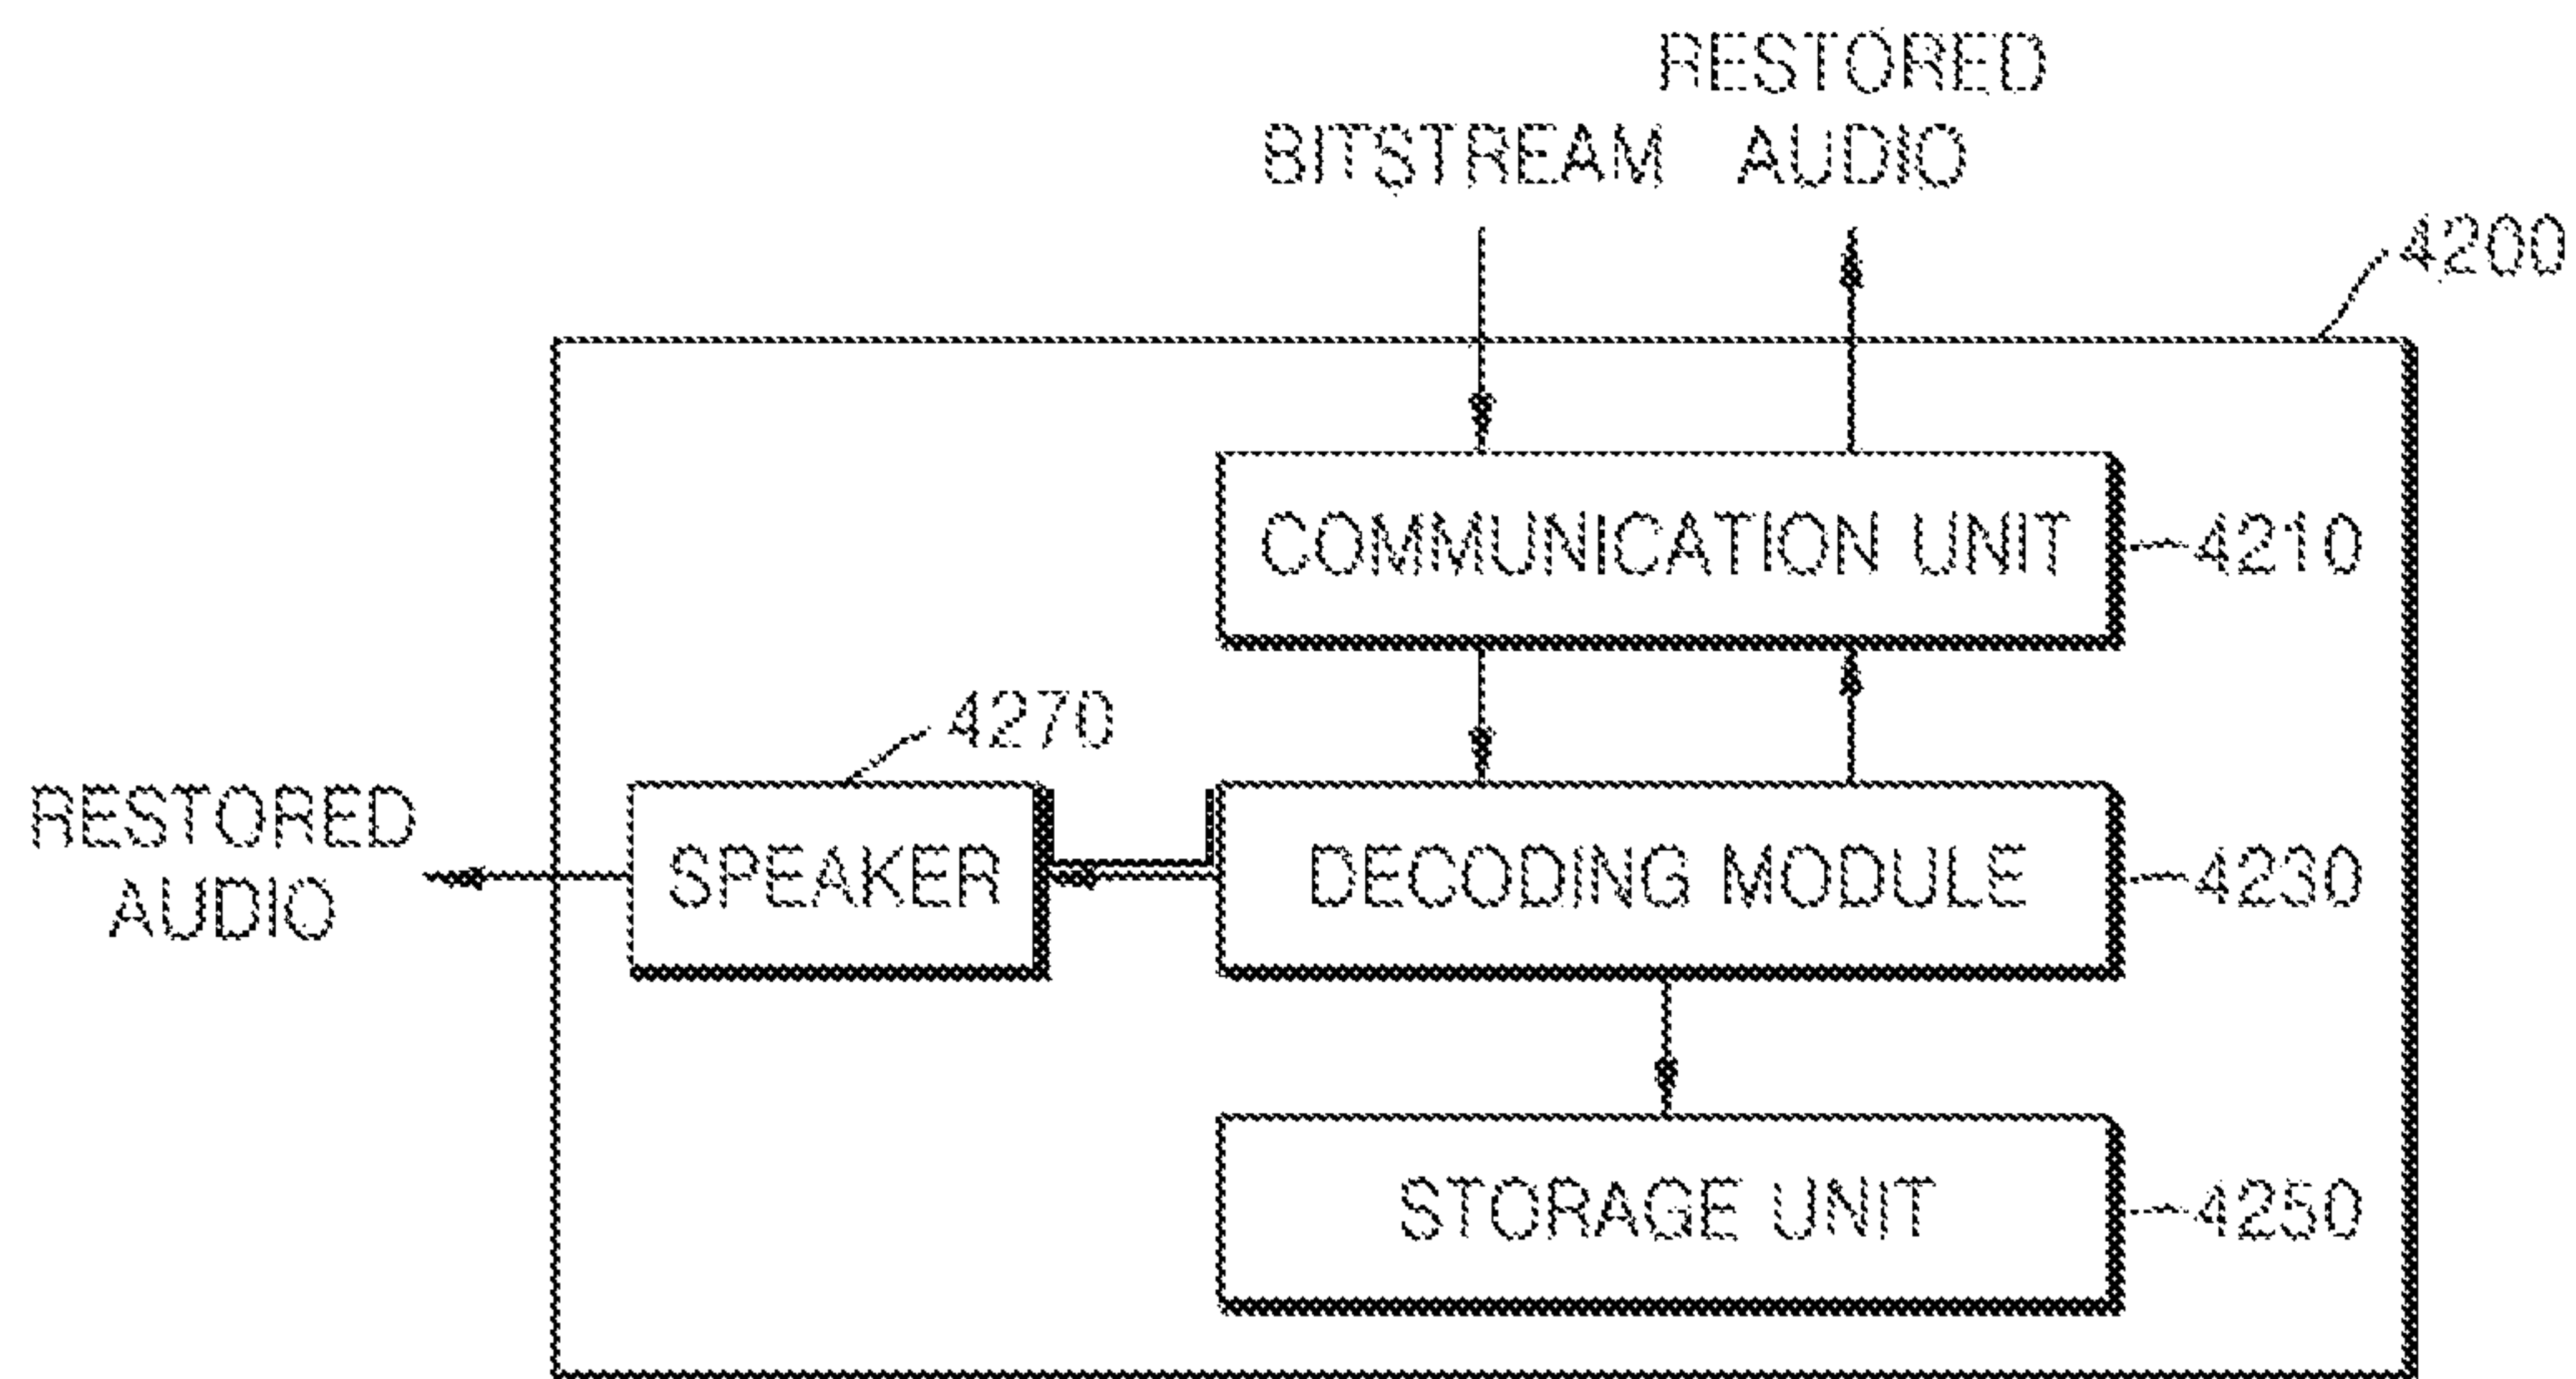 RESTORED
BITSTREAM AUDIO
4200
COMMUNICATION UNIT
4210
4270
RESTORED
AUDIO
SPEAKER
DECODING MODULE
4230
STORAGE UNIT
4250